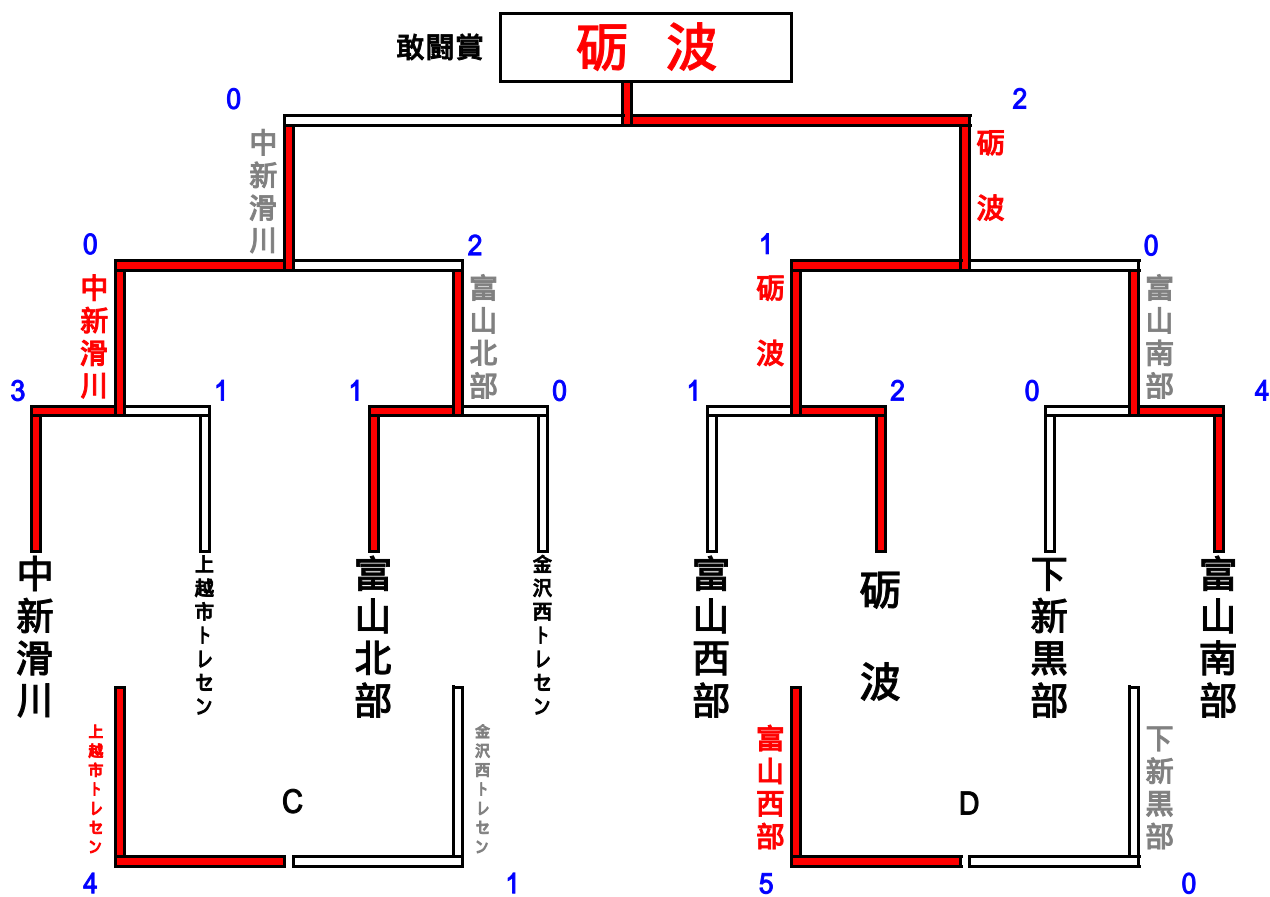 敢闘賞
砺 波
0
2
中新滑川
砺 波
0
2
1
0
中新滑川
富山北部
砺 波
富山南部
3
1
1
0
1
2
0
4
中新滑川
上越市トレセン
富山北部
金沢西トレセン
富山西部
砺 波
下新黒部
富山南部
上越市トレセン
C
金沢西トレセン
富山西部
D
下新黒部
4
1
5
0